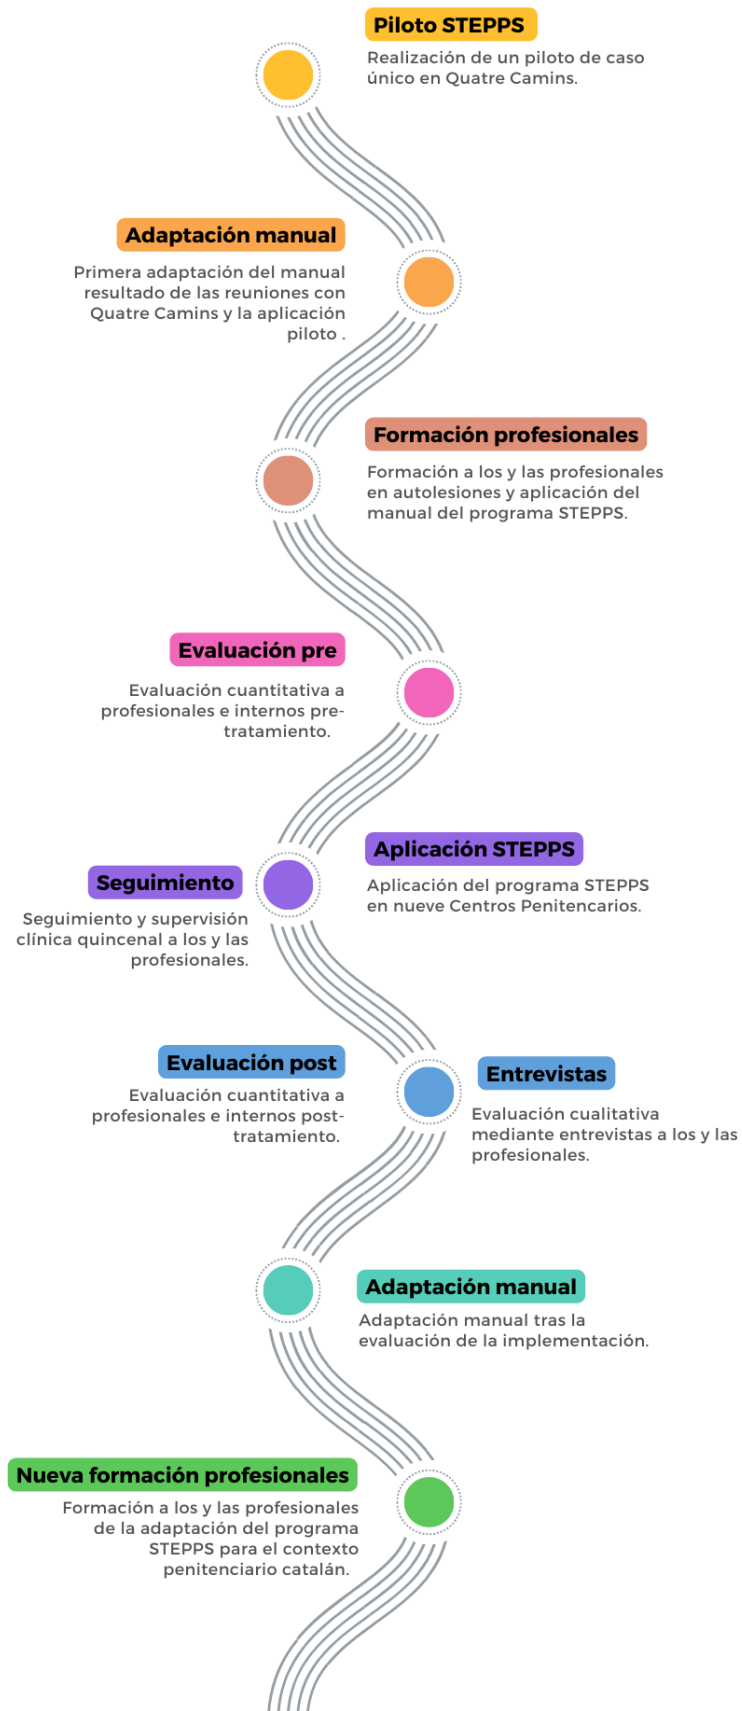 Piloto STEPPS
Realización de un piloto de caso
único en Quatre Camins.
Adaptación manual
Primera adaptación del manual
resultado de las reuniones con
Quatre Camins y la aplicación
piloto .
Formación profesionales
Formación a los y las profesionales
en autolesiones y aplicación del
manual del programa STEPPS.
Evaluación pre
Evaluación cuantitativa a
profesionales e internos pre-
tratamiento.
Aplicación STEPPS
Aplicación del programa STEPPS
en nueve Centros Penitencarios.
Seguimiento
Seguimiento y supervisión
clínica quincenal a los y las
profesionales.
Evaluación post
Evaluación cuantitativa a
profesionales e internos post-
tratamiento.
Entrevistas
Evaluación cualitativa
mediante entrevistas a los y las
profesionales.
Adaptación manual
Adaptación manual tras la
evaluación de la implementación.
Nueva formación profesionales
Formación a los y las profesionales
de la adaptación del programa
STEPPS para el contexto
penitenciario catalán.